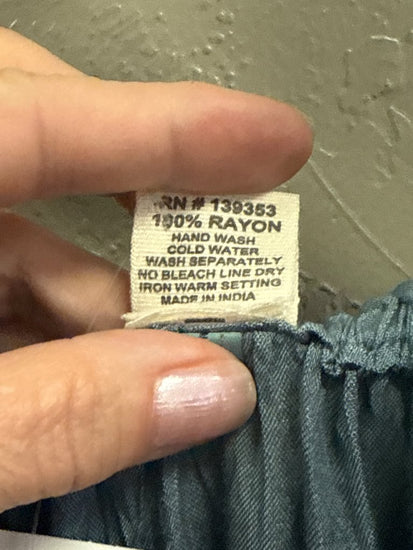 RN # 139353
100% RAYON
HAND WASH
COLD WATER
WASH SEPARATELY
NO BLEACH LINE DRY
IRON WARM SETTING
MADE IN INDIA